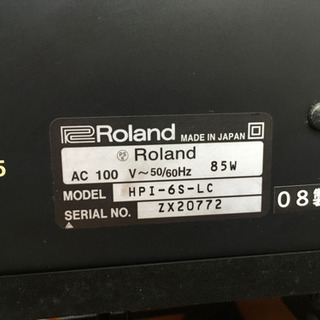 Roland MADE IN JAPAN
Roland
AC 100 V~50/60Hz 85W
MODEL HPI-6S-LC
SERIAL NO. ZX20772
5
08製